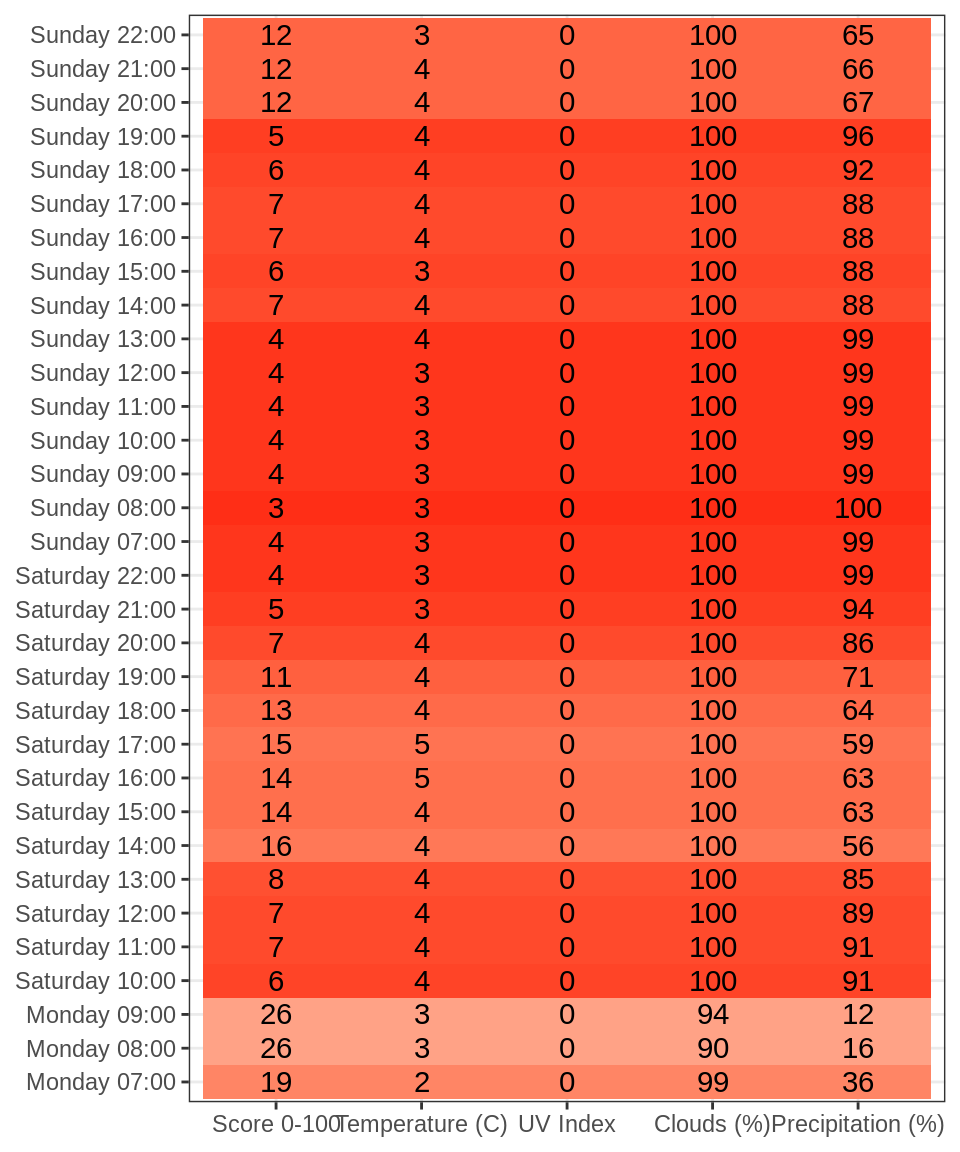 Sunday 22:00 12 3 0 100 65
Sunday 21:00 12 4 0 100 66
Sunday 20:00 12 4 0 100 67
Sunday 19:00 5 4 0 100 96
Sunday 18:00 6 4 0 100 92
Sunday 17:00 7 4 0 100 88
Sunday 16:00 7 4 0 100 88
Sunday 15:00 6 3 0 100 88
Sunday 14:00 7 4 0 100 88
Sunday 13:00 4 4 0 100 99
Sunday 12:00 4 3 0 100 99
Sunday 11:00 4 3 0 100 99
Sunday 10:00 4 3 0 100 99
Sunday 09:00 4 3 0 100 99
Sunday 08:00 3 3 0 100 100
Sunday 07:00 4 3 0 100 99
Saturday 22:00 4 3 0 100 99
Saturday 21:00 5 3 0 100 94
Saturday 20:00 7 4 0 100 86
Saturday 19:00 11 4 0 100 71
Saturday 18:00 13 4 0 100 64
Saturday 17:00 15 5 0 100 59
Saturday 16:00 14 5 0 100 63
Saturday 15:00 14 4 0 100 63
Saturday 14:00 16 4 0 100 56
Saturday 13:00 8 4 0 100 85
Saturday 12:00 7 4 0 100 89
Saturday 11:00 7 4 0 100 91
Saturday 10:00 6 4 0 100 91
Monday 09:00 26 3 0 94 12
Monday 08:00 26 3 0 90 16
Monday 07:00 19 2 0 99 36
Score 0-100 Temperature (C) UV Index Clouds (%) Precipitation (%)